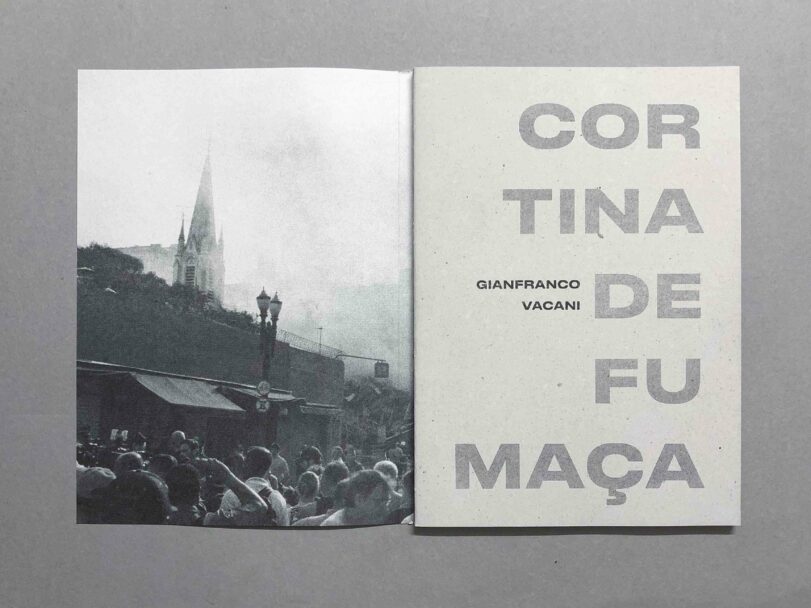 COR
TINA
GIANFRANCO
VACANI
DE
FU
MAÇA